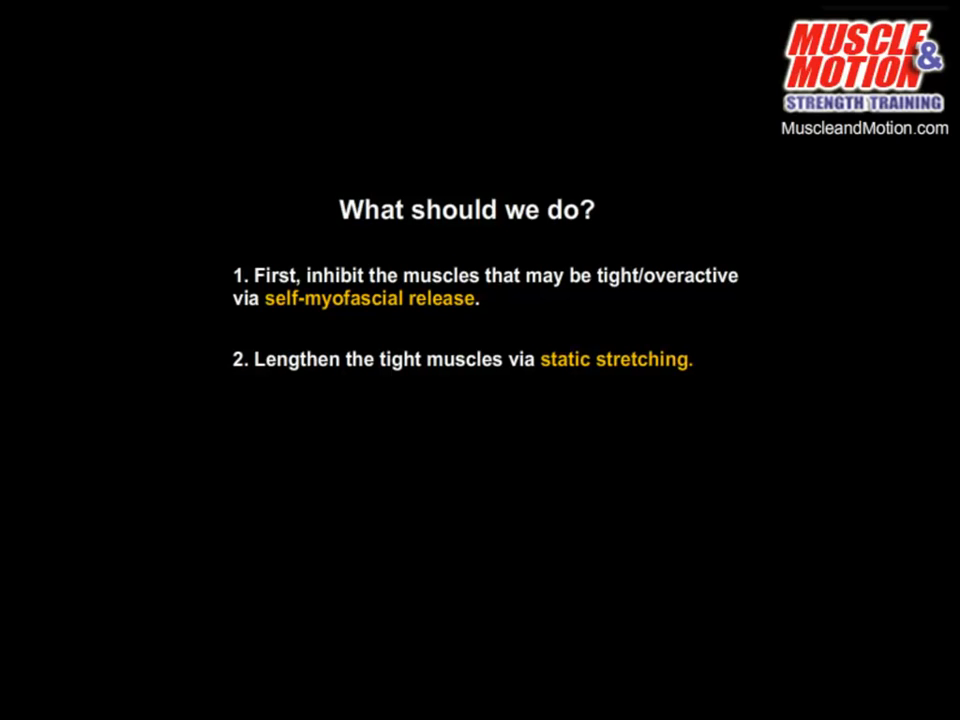 MUSCLE &
MOTION
STRENGTH TRAINING
MuscleandMotion.com
What should we do?
1. First, inhibit the muscles that may be tight/overactive
via self-myofascial release.
2. Lengthen the tight muscles via static stretching.